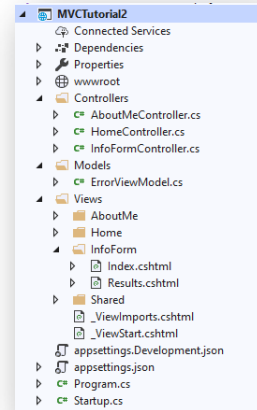 MVCTutorial2
Connected Services
Dependencies
Properties
wwwroot
Controllers
C# AboutMeController.cs
C# HomeController.cs
C# InfoFormController.cs
Models
C# ErrorViewModel.cs
Views
AboutMe
Home
InfoForm
Index.cshtml
Results.cshtml
Shared
_ViewImports.cshtml
_ViewStart.cshtml
appsettings.Development.json
appsettings.json
C# Program.cs
C# Startup.cs